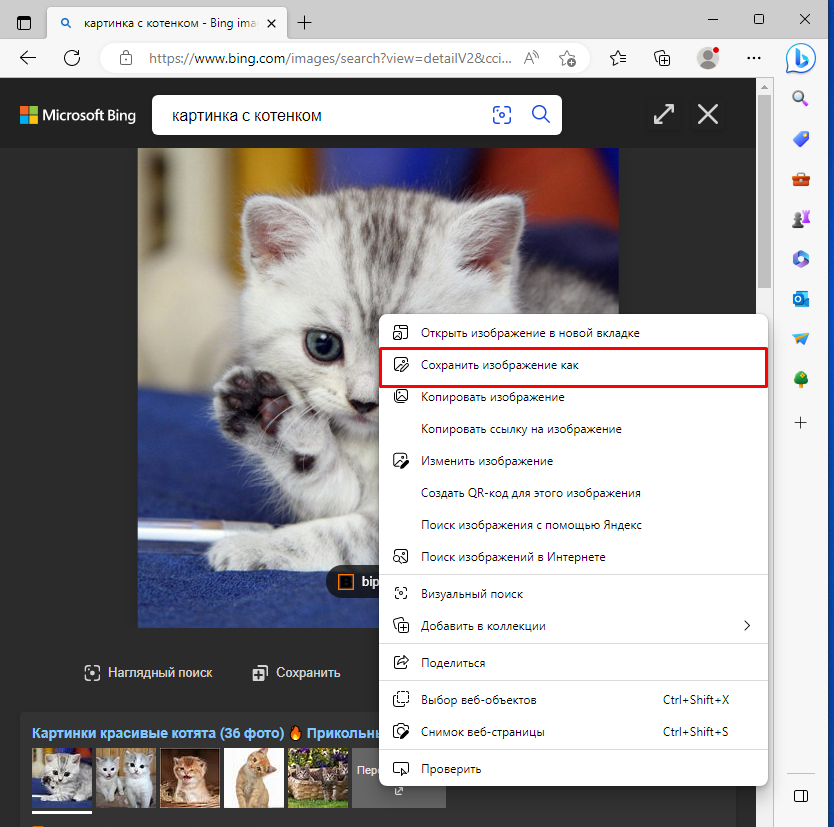 картинка с котенком - Bing ima
https://www.bing.com/images/search?view=detailV2&cci...
Microsoft Bing
картинка с котенком
Открыть изображение в новой вкладке
Сохранить изображение как
Копировать изображение
Копировать ссылку на изображение
Изменить изображение
Создать QR-код для этого изображения
Поиск изображения с помощью Яндекс
Поиск изображений в Интернете
bip
Визуальный поиск
Добавить в коллекции
Наглядный поиск
Сохранить
Поделиться
Выбор веб-объектов Ctrl+Shift+X
Снимок веб-страницы Ctrl+Shift+S
Картинки красивые котята (36 фото) 🔥 Прикольны
Пере
Проверить